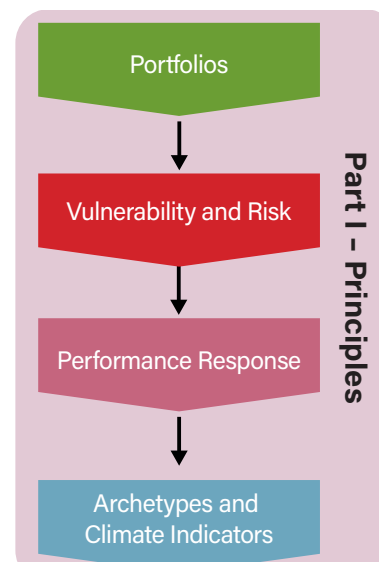 Portfolios
Vulnerability and Risk
Performance Response
Archetypes and
Climate Indicators
Part I – Principles